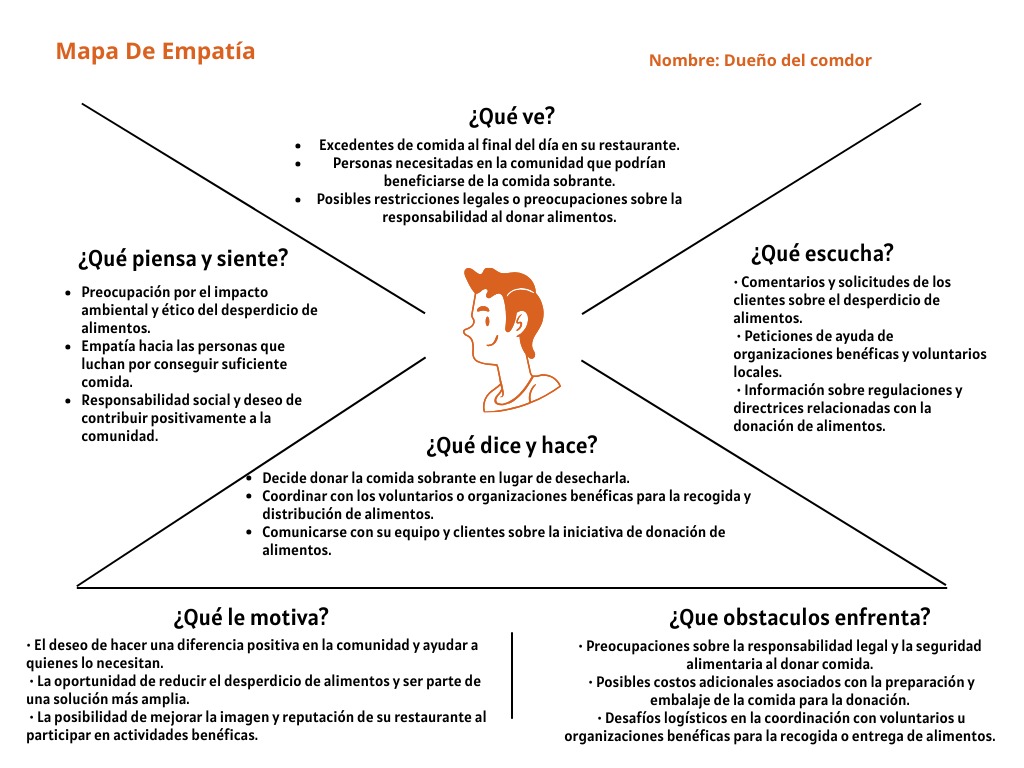 Mapa De Empatía
Nombre: Dueño del comdor
¿Qué ve?
• Excedentes de comida al final del día en su restaurante.
• Personas necesitadas en la comunidad que podrían
beneficiarse de la comida sobrante.
• Posibles restricciones legales o preocupaciones sobre la
responsabilidad al donar alimentos.
¿Qué piensa y siente?
• Preocupación por el impacto
ambiental y ético del desperdicio de
alimentos.
• Empatía hacia las personas que
luchan por conseguir suficiente
comida.
• Responsabilidad social y deseo de
contribuir positivamente a la
comunidad.
¿Qué escucha?
· Comentarios y solicitudes de los
clientes sobre el desperdicio de
alimentos.
· Peticiones de ayuda de
organizaciones benéficas y voluntarios
locales.
· Información sobre regulaciones y
directrices relacionadas con la
donación de alimentos.
¿Qué dice y hace?
• Decide donar la comida sobrante en lugar de desecharla.
• Coordinar con los voluntarios o organizaciones benéficas para la recogida y
distribución de alimentos.
• Comunicarse con su equipo y clientes sobre la iniciativa de donación de
alimentos.
¿Qué le motiva?
· El deseo de hacer una diferencia positiva en la comunidad y ayudar a
quienes lo necesitan.
· La oportunidad de reducir el desperdicio de alimentos y ser parte de
una solución más amplia.
· La posibilidad de mejorar la imagen y reputación de su restaurante al
participar en actividades benéficas.
¿Que obstaculos enfrenta?
· Preocupaciones sobre la responsabilidad legal y la seguridad
alimentaria al donar comida.
· Posibles costos adicionales asociados con la preparación y
embalaje de la comida para la donación.
· Desafíos logísticos en la coordinación con voluntarios u
organizaciones benéficas para la recogida o entrega de alimentos.